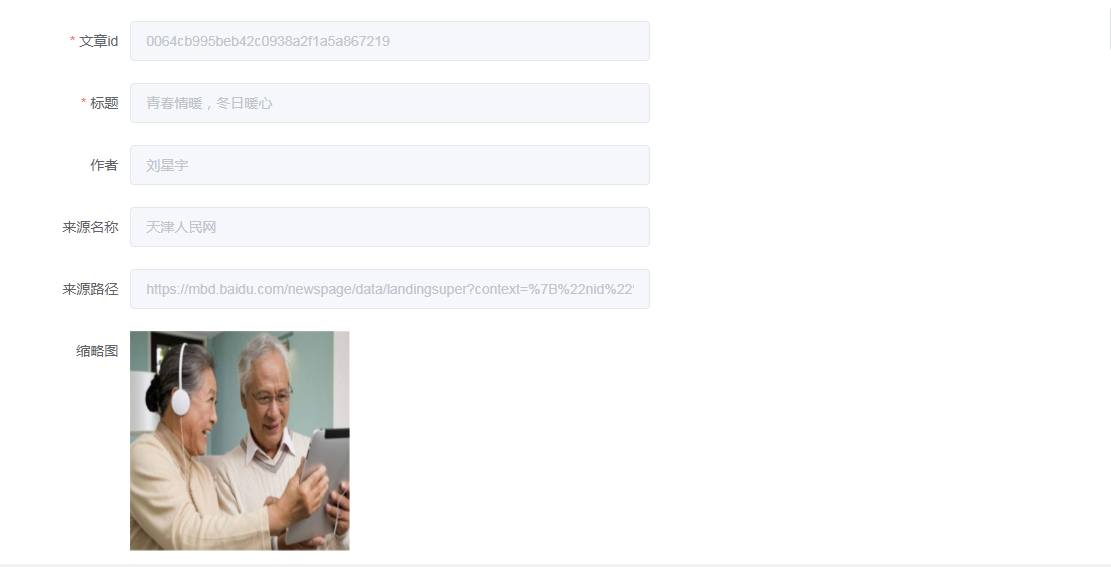 * 文章id
0064cb995beb42c0938a2f1a5a867219
* 标题
青春情暖，冬日暖心
作者
刘星宇
来源名称
天津人民网
来源路径
https://mbd.baidu.com/newspage/data/landingsuper?context=%7B%22nid%22%
缩略图